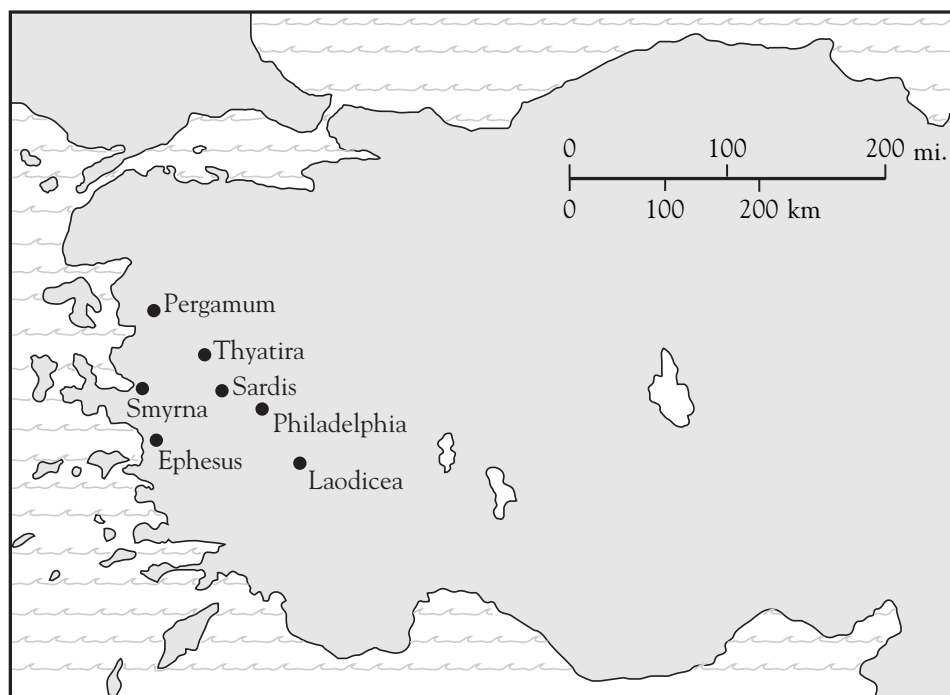 0 100 200 mi.
0 100 200 km
Pergamum
Thyatira
Sardis
Smyrna
Philadelphia
Ephesus
Laodicea